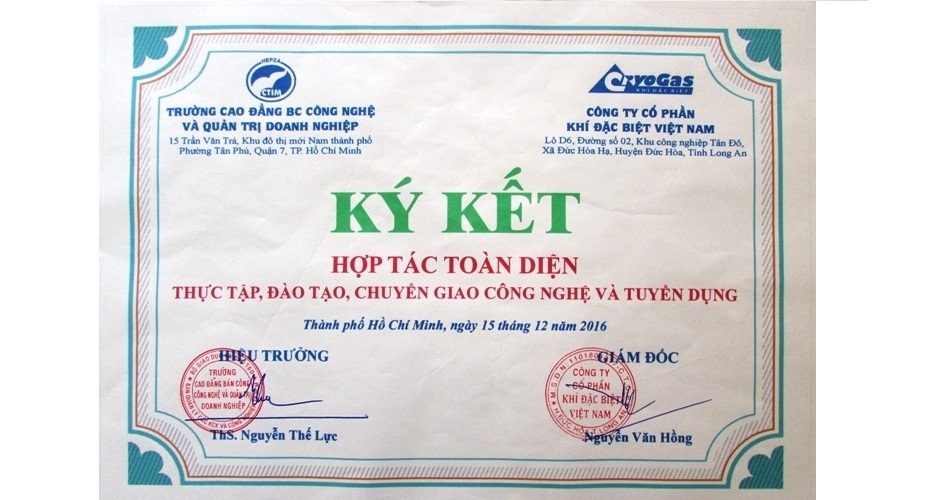 HEPZA
CTIM
TRƯỜNG CAO ĐẲNG BC CÔNG NGHỆ
VÀ QUẢN TRỊ DOANH NGHIỆP
15 Trần Văn Trà, Khu đô thị mới Nam thành phố
Phường Tân Phú, Quận 7, TP. Hồ Chí Minh
CryoGas
KHÍ ĐẶC BIỆT
CÔNG TY CỔ PHẦN
KHÍ ĐẶC BIỆT VIỆT NAM
Lô D6, Đường số 02, Khu công nghiệp Tân Đô,
Xã Đức Hòa Hạ, Huyện Đức Hòa, Tỉnh Long An
KÝ KẾT
HỢP TÁC TOÀN DIỆN
THỰC TẬP, ĐÀO TẠO, CHUYỂN GIAO CÔNG NGHỆ VÀ TUYỂN DỤNG
Thành phố Hồ Chí Minh, ngày 15 tháng 12 năm 2016
HIỆU TRƯỞNG
TRƯỜNG
CAO ĐẲNG BÁN CÔNG
CÔNG NGHỆ VÀ QUẢN TRỊ
DOANH NGHIỆP
ThS. Nguyễn Thế Lực
GIÁM ĐỐC
CÔNG TY
CỔ PHẦN
KHÍ ĐẶC BIỆT
VIỆT NAM
Nguyễn Văn Hồng